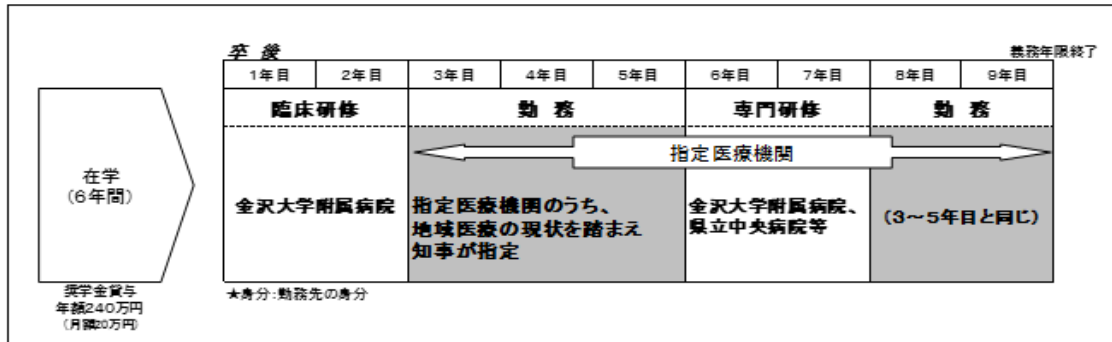 卒 後
義務年限終了
1年目 2年目 3年目 4年目 5年目 6年目 7年目 8年目 9年目
臨床研修 勤 務 専門研修 勤 務
指定医療機関
在学
(6年間)
金沢大学附属病院
指定医療機関のうち、
地域医療の現状を踏まえ
知事が指定
金沢大学附属病院、
県立中央病院等
(3～5年目と同じ)
奨学金貸与
年額240万円
(月額20万円)
★身分:勤務先の身分